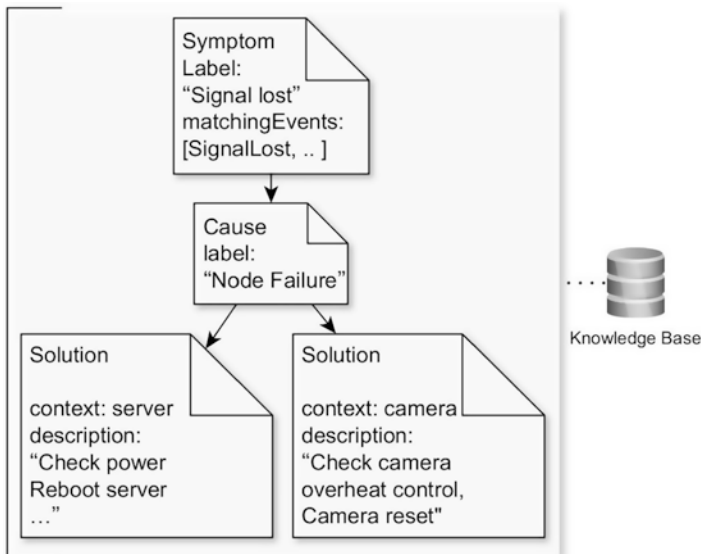 Symptom
Label:
“Signal lost”
matchingEvents:
[SignalLost, .. ]
Cause
label:
“Node Failure”
Solution
context: server
description:
“Check power
Reboot server
…”
Solution
context: camera
description:
“Check camera
overheat control,
Camera reset"
Knowledge Base